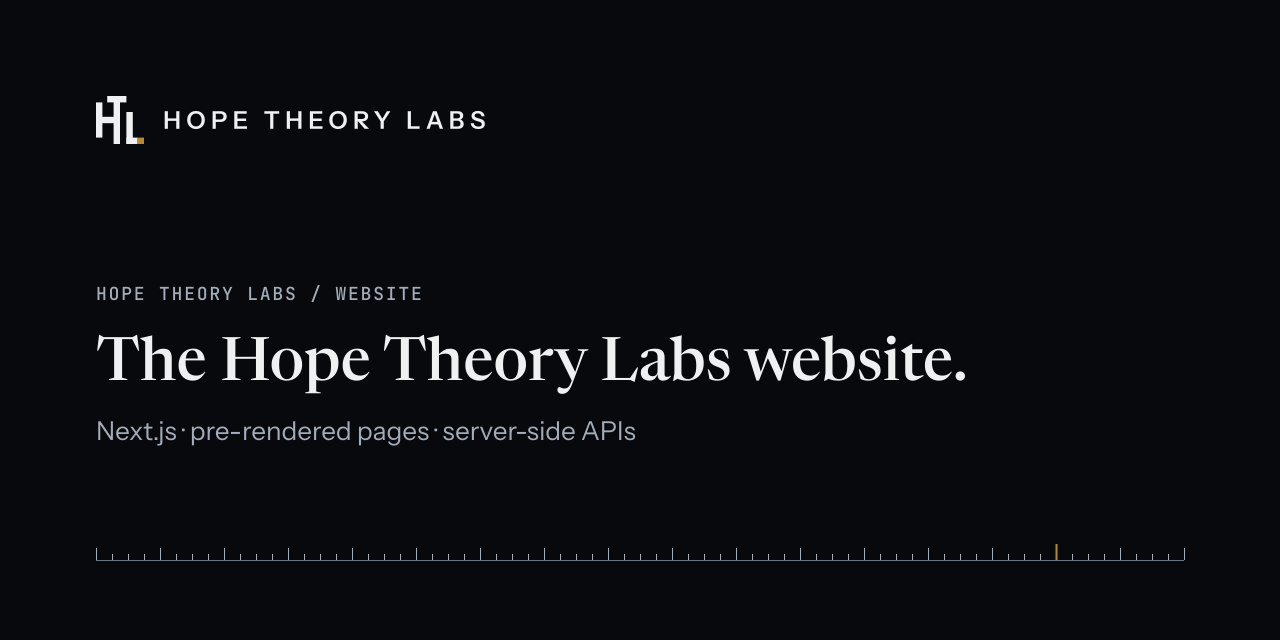 HTL HOPE THEORY LABS
HOPE THEORY LABS / WEBSITE
The Hope Theory Labs website.
Next.js · pre-rendered pages · server-side APIs